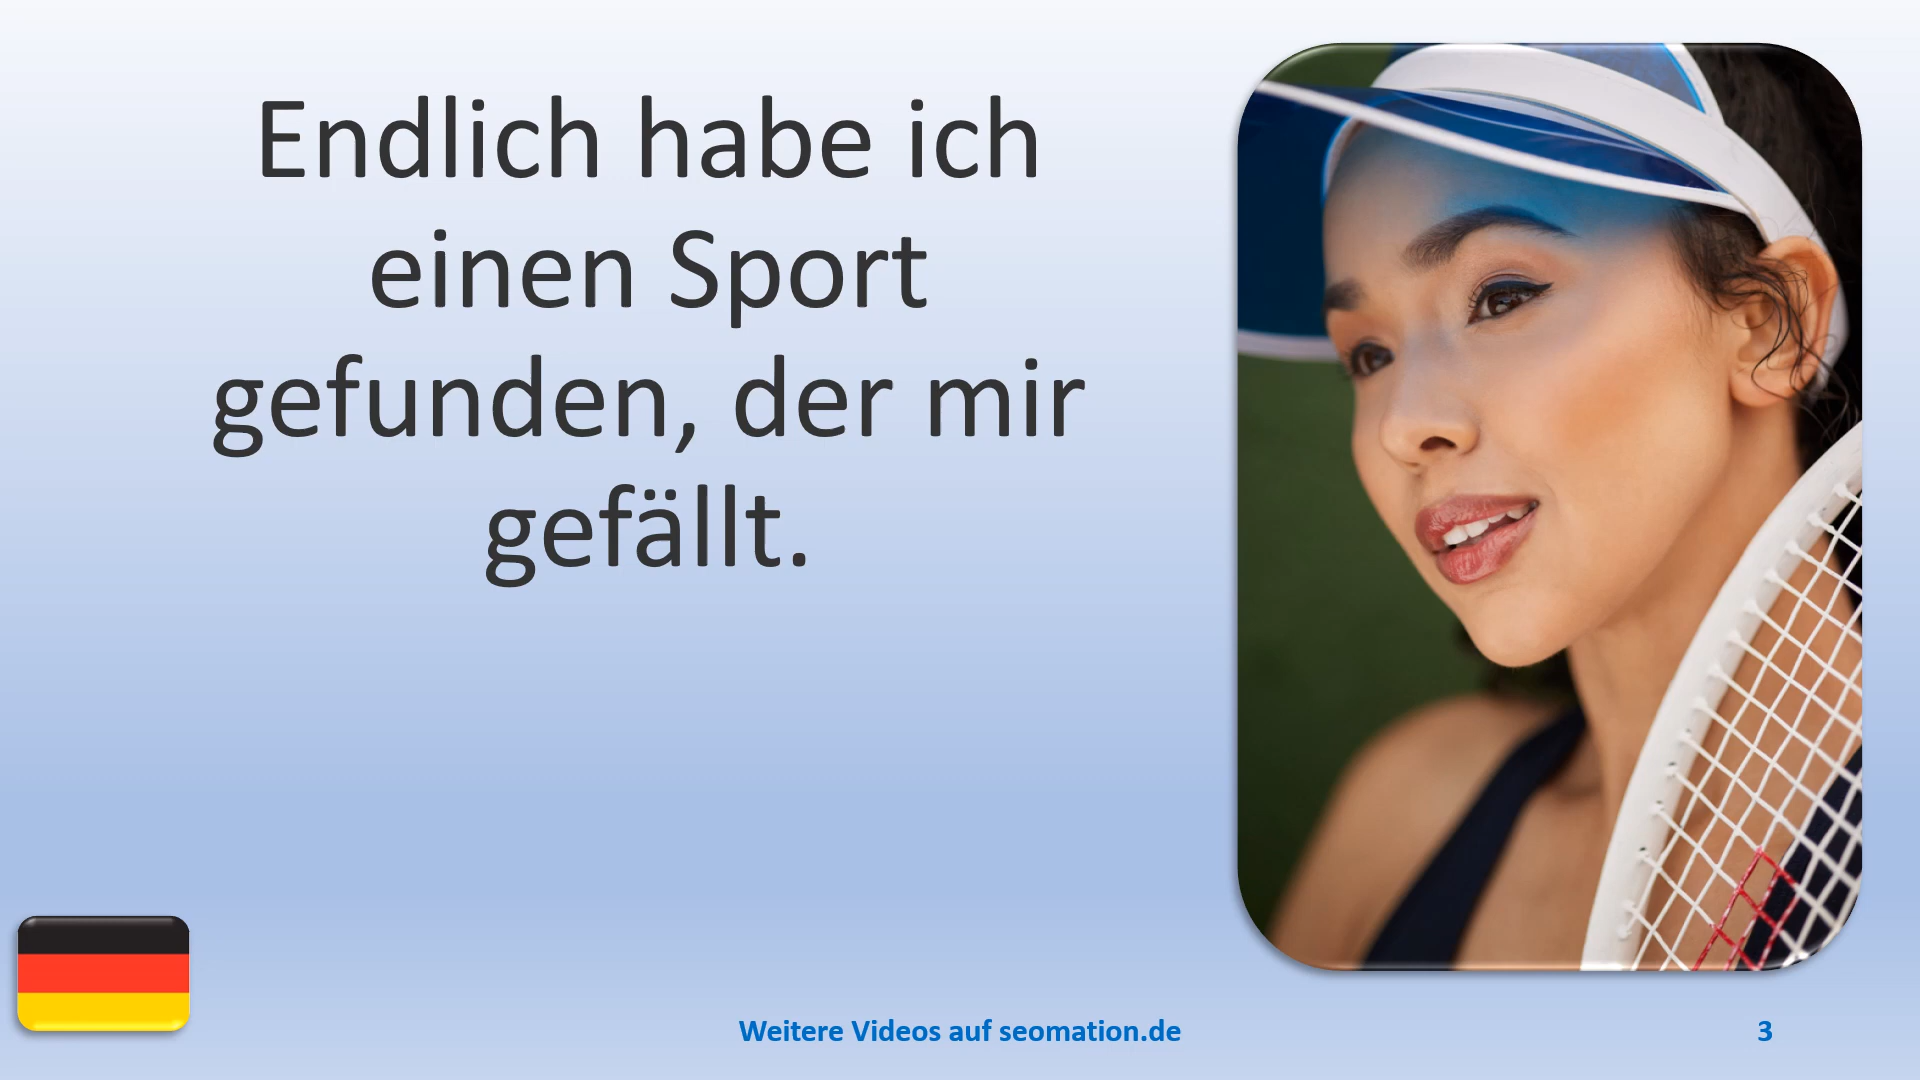 Endlich habe ich
einen Sport
gefunden, der mir
gefällt.
Weitere Videos auf seomation.de
3